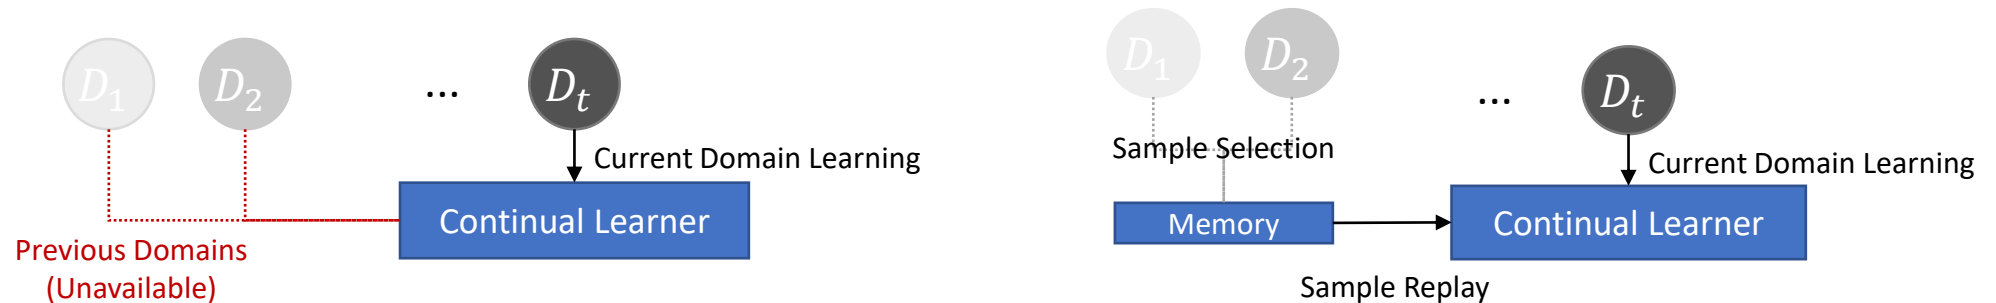 D₁ D₂ ... Dₜ
Current Domain Learning
Continual Learner
Previous Domains
(Unavailable)
D₁ D₂ ... Dₜ
Sample Selection
Current Domain Learning
Memory
Continual Learner
Sample Replay